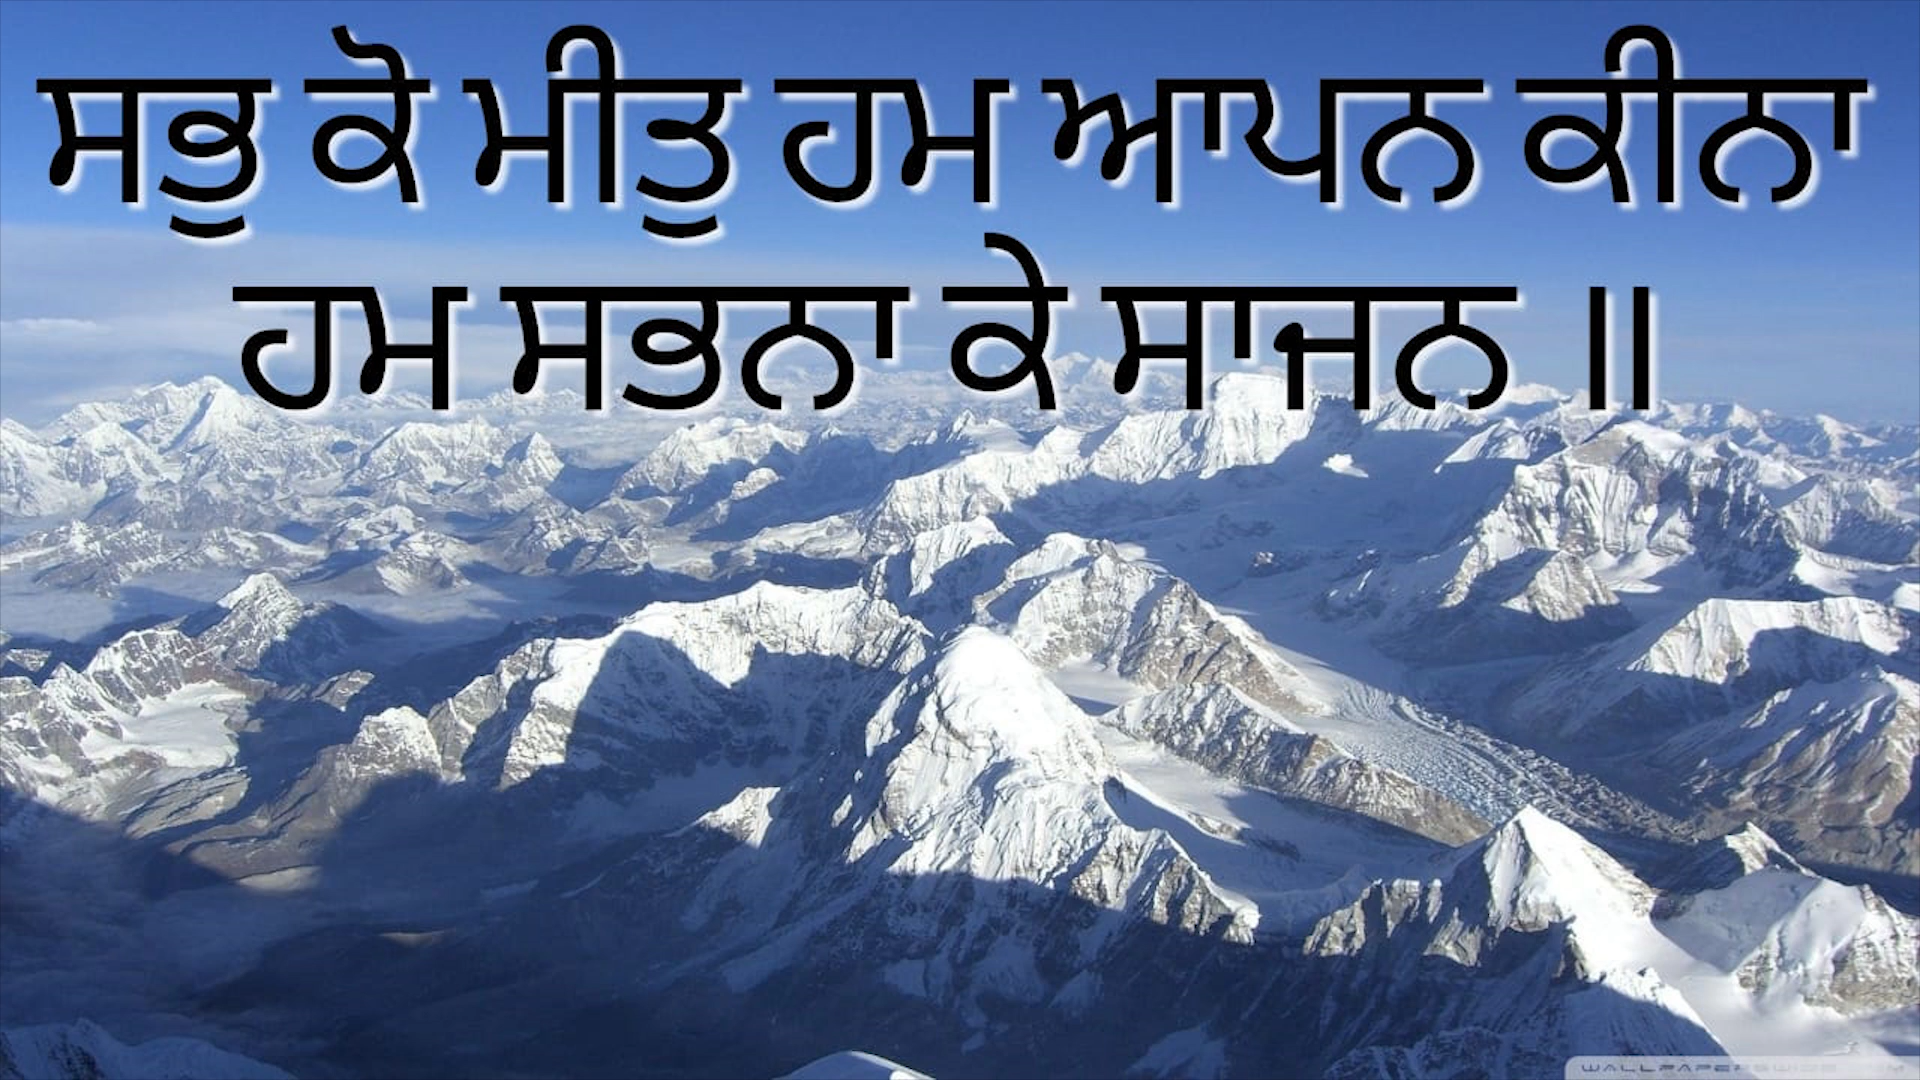 ਸਭੁ ਕੋ ਮੀਤੁ ਹਮ ਆਪਨ ਕੀਨਾ
ਹਮ ਸਭਨਾ ਕੇ ਸਾਜਨ ॥